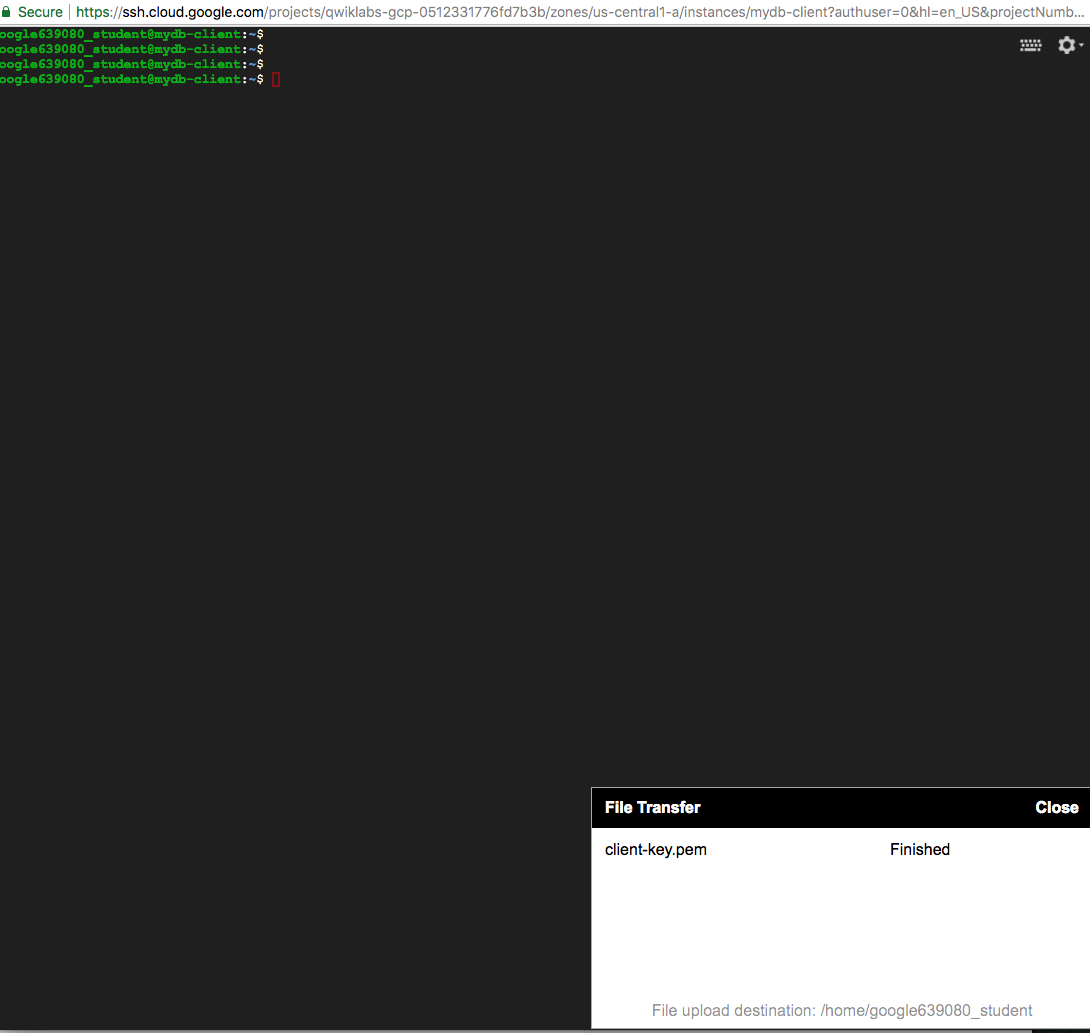 Secure https://ssh.cloud.google.com/projects/qwiklabs-gcp-0512331776fd7b3b/zones/us-central1-a/instances/mydb-client?authuser=0&hl=en_US&projectNumb...
oogle639080_student@mydb-client:~$
oogle639080_student@mydb-client:~$
oogle639080_student@mydb-client:~$
oogle639080_student@mydb-client:~$
File Transfer Close
client-key.pem Finished
File upload destination: /home/google639080_student